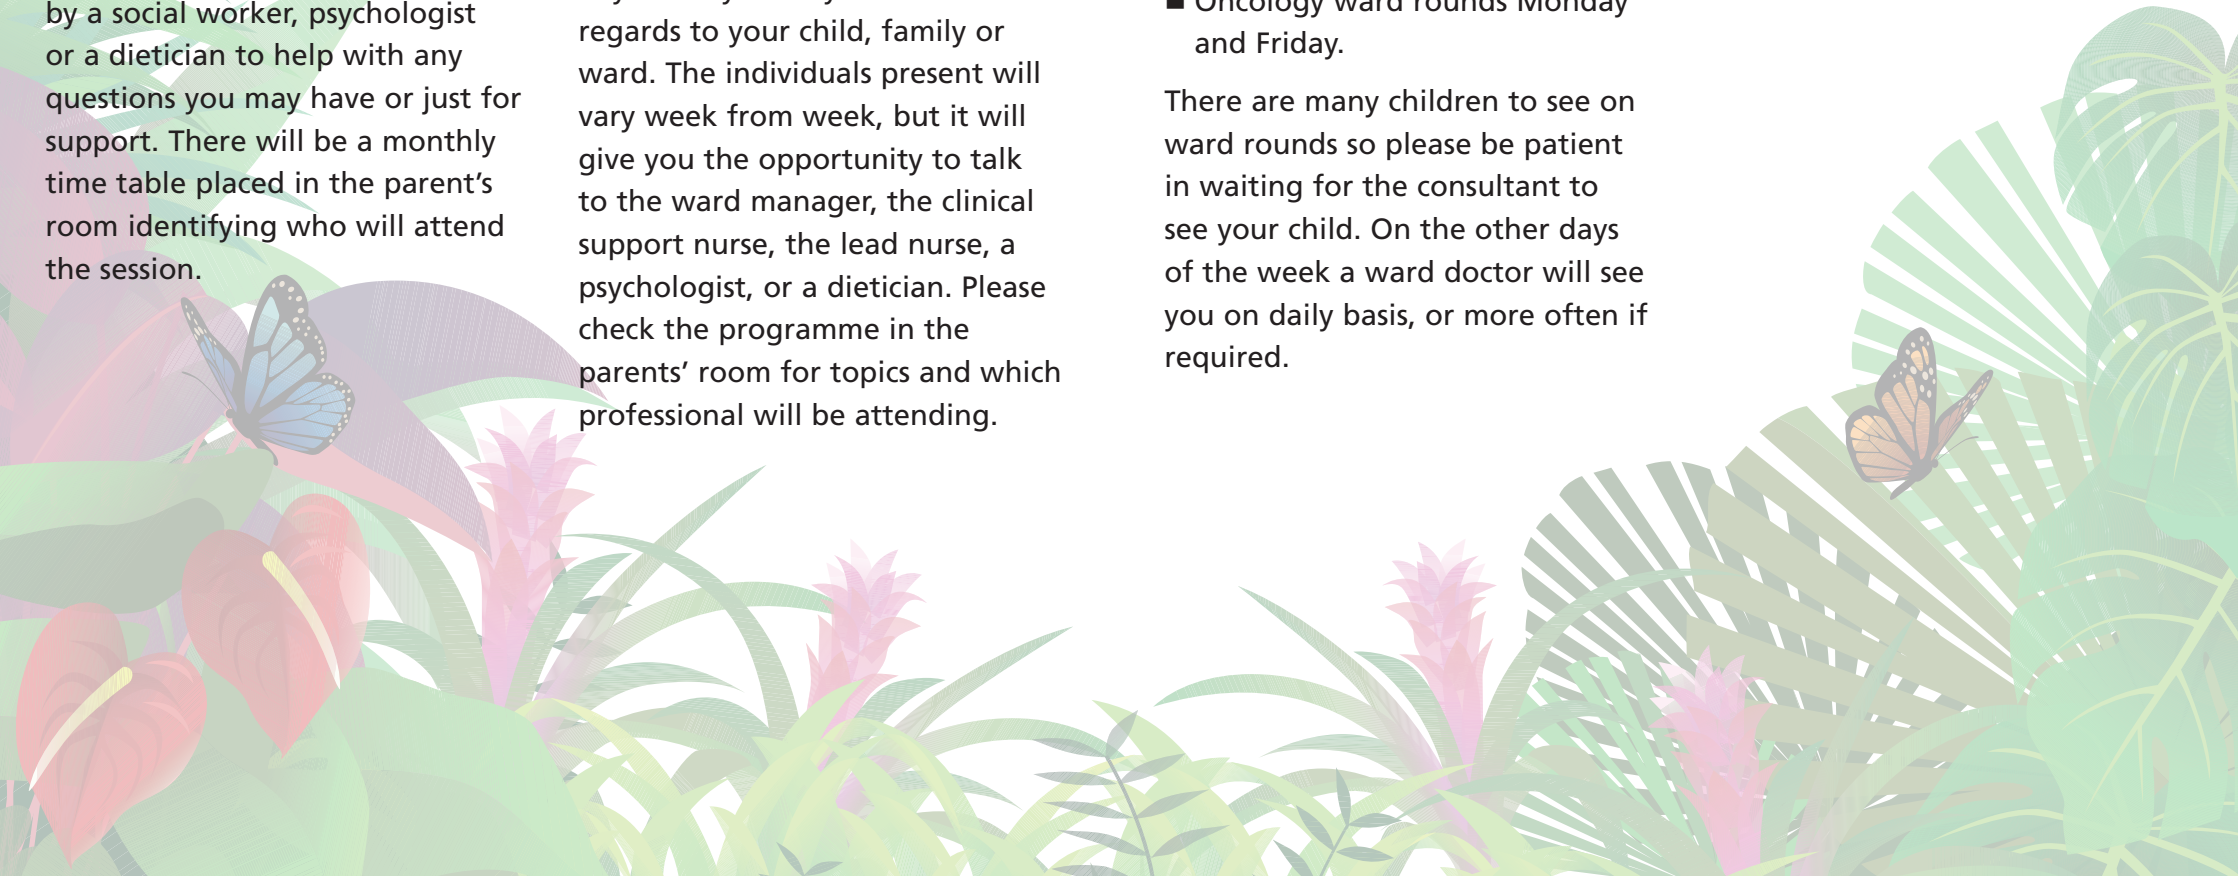 by a social worker, psychologist
or a dietician to help with any
questions you may have or just for
support. There will be a monthly
time table placed in the parent’s
room identifying who will attend
the session.
regards to your child, family or
ward. The individuals present will
vary week from week, but it will
give you the opportunity to talk
to the ward manager, the clinical
support nurse, the lead nurse, a
psychologist, or a dietician. Please
check the programme in the
parents’ room for topics and which
professional will be attending.
■ Oncology ward rounds Monday
and Friday.
There are many children to see on
ward rounds so please be patient
in waiting for the consultant to
see your child. On the other days
of the week a ward doctor will see
you on daily basis, or more often if
required.